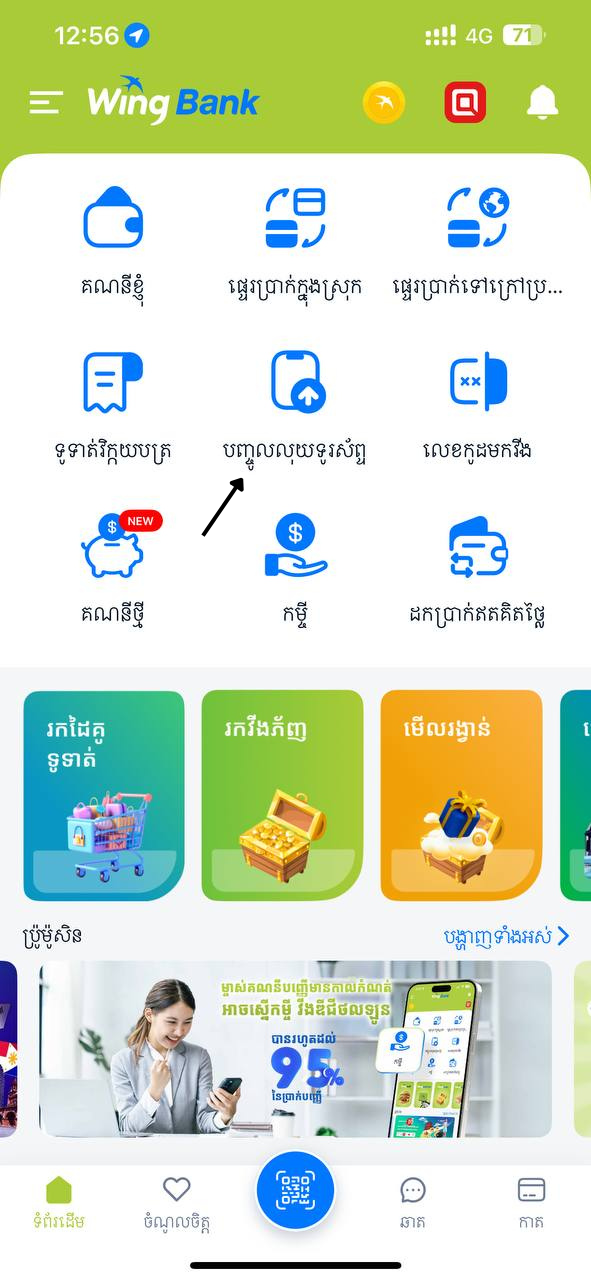 12:56
4G
71
Wing Bank
គណនីខ្ញុំ
ផ្ទេរប្រាក់ក្នុងស្រុក
ផ្ទេរប្រាក់ទៅក្រៅប្រ...
ទូទាត់វិក្កយបត្រ
បញ្ចូលលុយទូរស័ព្ទ
លេខកូដមកវីង
$
NEW
$
គណនីថ្មី
កម្ចី
ដកប្រាក់ឥតគិតថ្លៃ
រកដៃគូ
ទូទាត់
រកវីងភ័ញ
មើលរង្វាន់
ប្រ៉ូម៉ូសិន
បង្ហាញទាំងអស់
ម្ចាស់គណនីបញ្ញើមានកាលកំណត់
អាចស្នើកម្ចី វីងឌីជីថលឡូន
បានរហូតដល់
95%
នៃប្រាក់បញ្ញើ
កម្ចី
ទំព័រដើម
ចំណូលចិត្ត
ឆាត
កាត